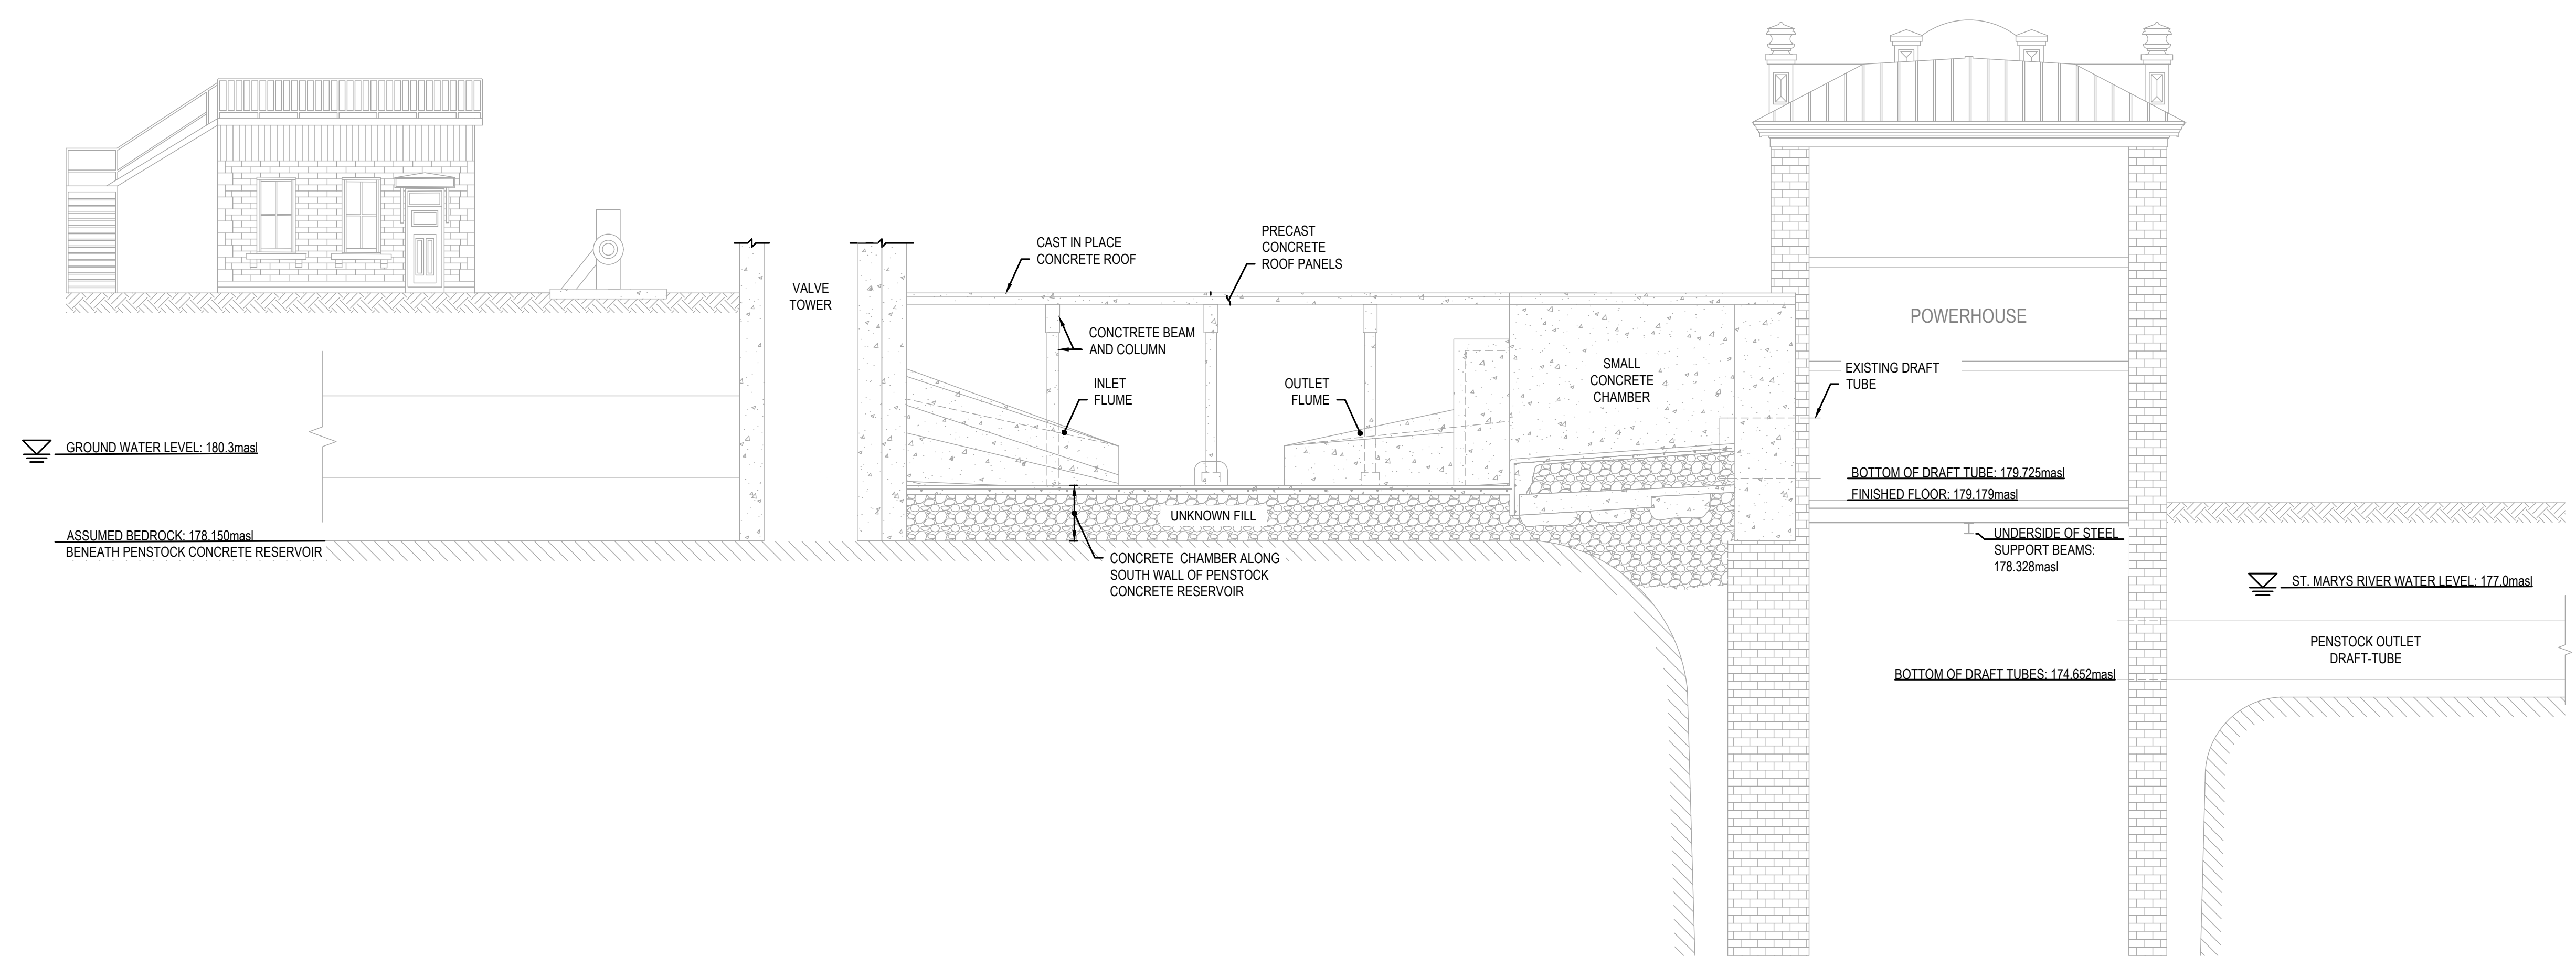 CAST IN PLACE
CONCRETE ROOF
PRECAST
CONCRETE
ROOF PANELS
VALVE
TOWER
POWERHOUSE
CONCTRETE BEAM
AND COLUMN
SMALL
CONCRETE
CHAMBER
EXISTING DRAFT
TUBE
INLET
FLUME
OUTLET
FLUME
GROUND WATER LEVEL: 180.3masl
BOTTOM OF DRAFT TUBE: 179.725masl
FINISHED FLOOR: 179.179masl
UNKNOWN FILL
ASSUMED BEDROCK: 178.150masl
BENEATH PENSTOCK CONCRETE RESERVOIR
UNDERSIDE OF STEEL
SUPPORT BEAMS:
178.328masl
CONCRETE CHAMBER ALONG
SOUTH WALL OF PENSTOCK
CONCRETE RESERVOIR
ST. MARYS RIVER WATER LEVEL: 177.0masl
PENSTOCK OUTLET
DRAFT-TUBE
BOTTOM OF DRAFT TUBES: 174.652masl